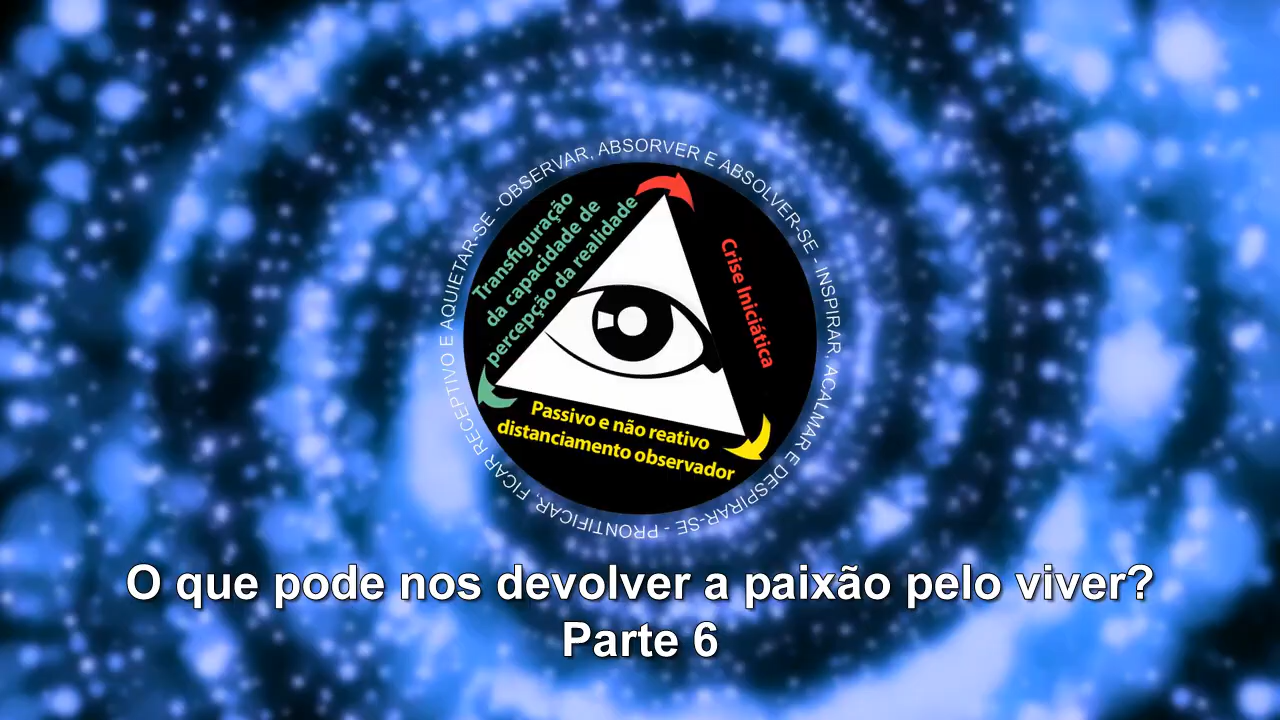 OBSERVAR, ABSORVER E ABSOLVER-SE - INSPIRAR, ACALMAR E DESPIRAR-SE - PRONTIFICAR, FICAR RECEPTIVO E AQUIETAR-SE -
Transfiguração
da capacidade de
percepção da realidade
Crise Iniciática
Passivo e não reativo
distanciamento observador
O que pode nos devolver a paixão pelo viver?
Parte 6